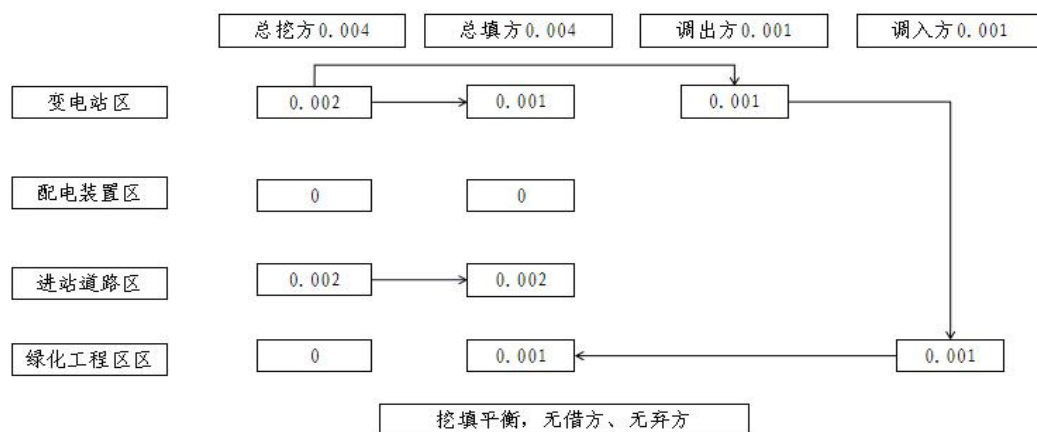 总挖方0.004 总填方0.004 调出方0.001 调入方0.001
变电站区 0.002 0.001 0.001
配电装置区 0 0
进站道路区 0.002 0.002
绿化工程区区 0 0.001 0.001
挖填平衡，无借方、无弃方